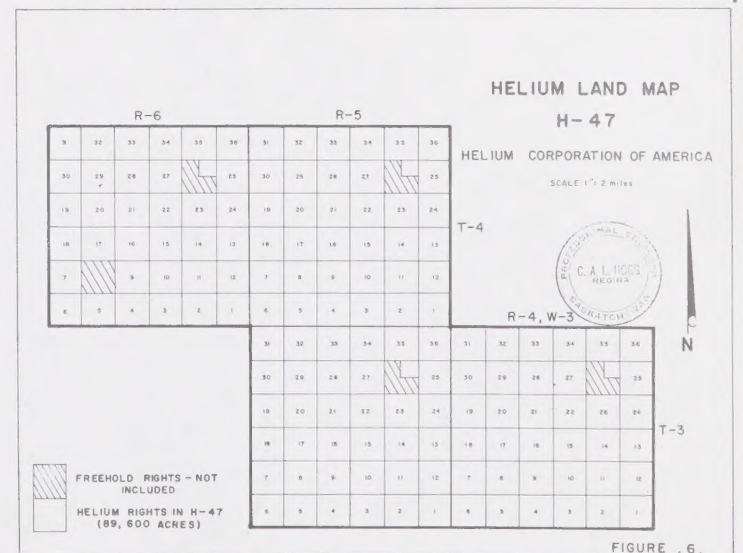 HELIUM LAND MAP
H-47
HELIUM CORPORATION OF AMERICA
SCALE 1": 2 miles
R-6 R-5
31 32 33 34 35 36 31 32 33 34 35 36
30 29 28 27 25 30 29 28 27 25
19 20 21 22 23 24 19 20 21 22 23 24
T-4
18 17 16 15 14 13 18 17 16 15 14 13
7 9 10 11 12 7 8 9 10 11 12
6 5 4 3 2 1 6 5 4 3 2 1
PROFESSIONAL
C. A. L. HOGG
REGINA
SASKATCHEWAN
N
R-4, W-3
31 32 33 34 35 36 31 32 33 34 35 36
30 29 28 27 25 30 29 28 27 25
19 20 21 22 23 24 19 20 21 22 24
T-3
18 17 16 15 14 13 18 17 16 15 14 13
7 8 9 10 11 12 7 8 9 10 11 12
6 5 4 3 2 1 6 5 4 3 2 1
FREEHOLD RIGHTS - NOT
INCLUDED
HELIUM RIGHTS IN H-47
(89,600 ACRES)
FIGURE . 6.